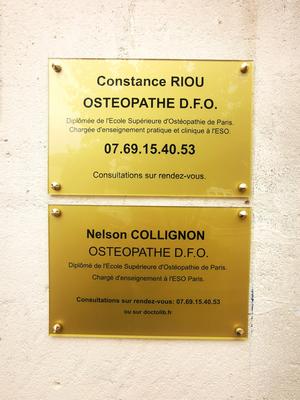 Constance RIOU
OSTEOPATHE D.F.O.
Diplômée de l'Ecole Supérieure d'Ostéopathie de Paris.
Chargée d'enseignement pratique et clinique à l'ESO.
07.69.15.40.53
Consultations sur rendez-vous.
Nelson COLLIGNON
OSTEOPATHE D.F.O.
Diplômé de l'Ecole Supérieure d'Ostéopathie de Paris.
Chargé d'enseignement à l'ESO Paris.
Consultations sur rendez-vous: 07.69.15.40.53
ou sur doctolib.fr